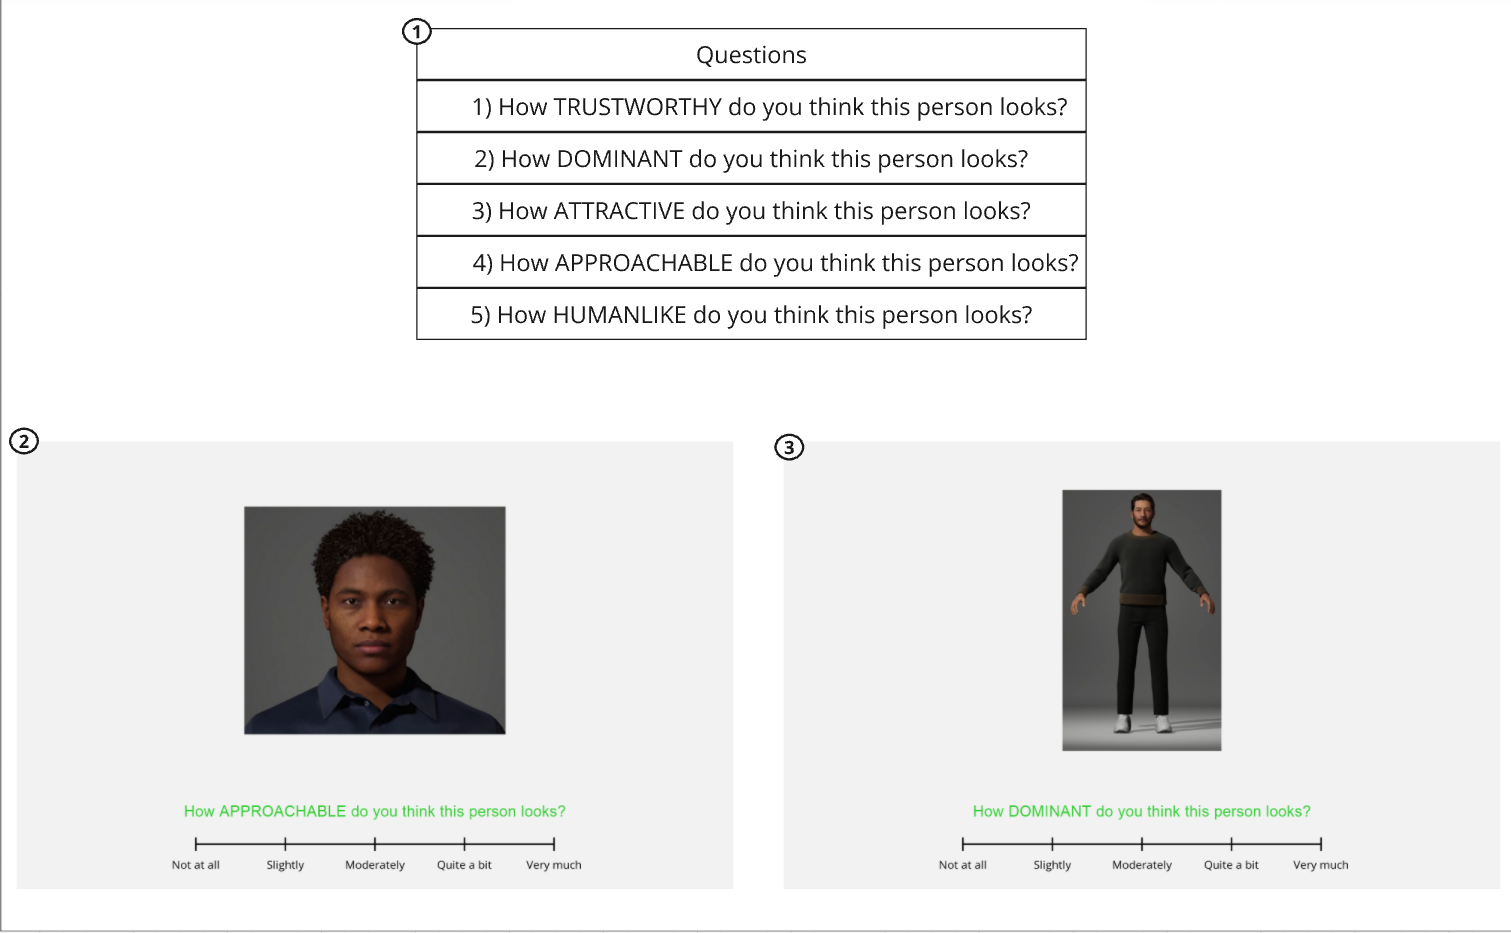 1
Questions
1) How TRUSTWORTHY do you think this person looks?
2) How DOMINANT do you think this person looks?
3) How ATTRACTIVE do you think this person looks?
4) How APPROACHABLE do you think this person looks?
5) How HUMANLIKE do you think this person looks?
2
How APPROACHABLE do you think this person looks?
Not at all Slightly Moderately Quite a bit Very much
3
How DOMINANT do you think this person looks?
Not at all Slightly Moderately Quite a bit Very much